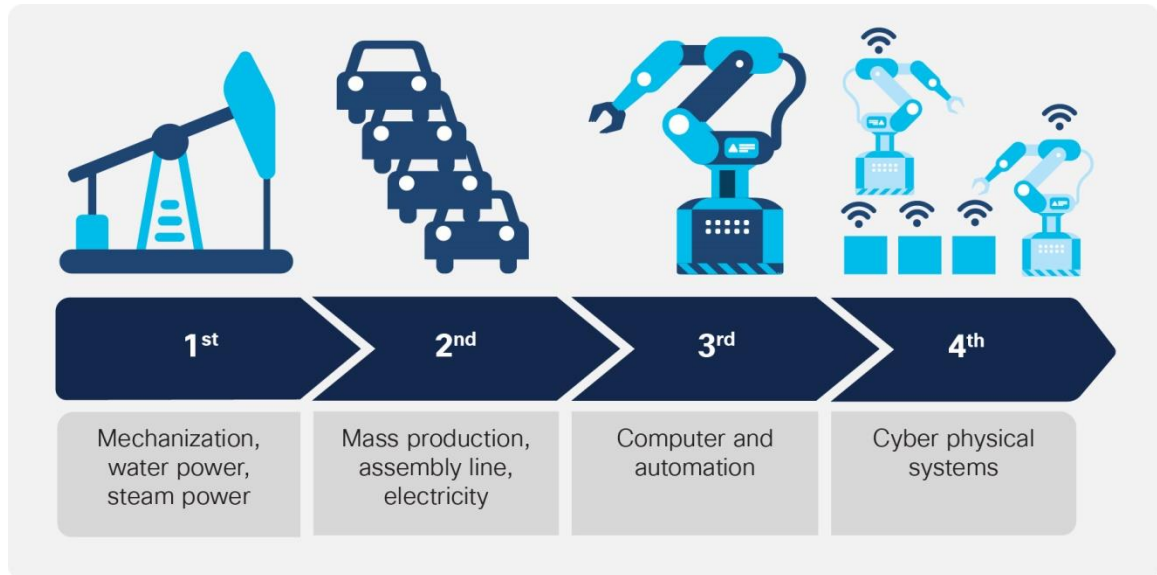 1st
2nd
3rd
4th
Mechanization,
water power,
steam power
Mass production,
assembly line,
electricity
Computer and
automation
Cyber physical
systems